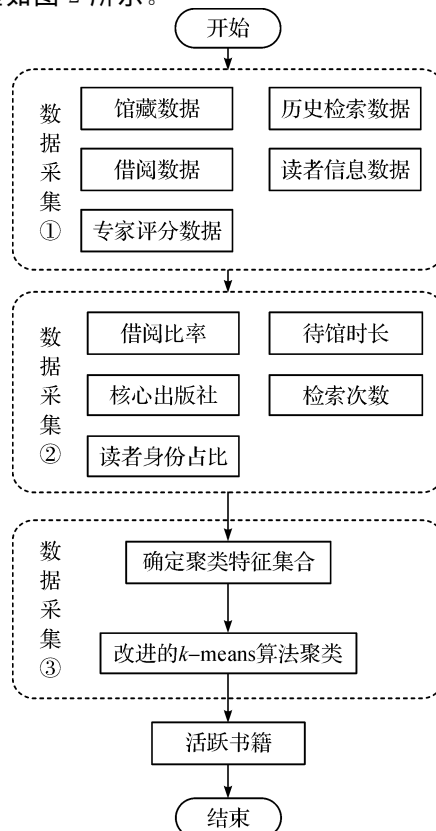 所示。
开始
数据采集①
馆藏数据
历史检索数据
借阅数据
读者信息数据
专家评分数据
数据采集②
借阅比率
待馆时长
核心出版社
检索次数
读者身份占比
数据采集③
确定聚类特征集合
改进的k-means算法聚类
活跃书籍
结束